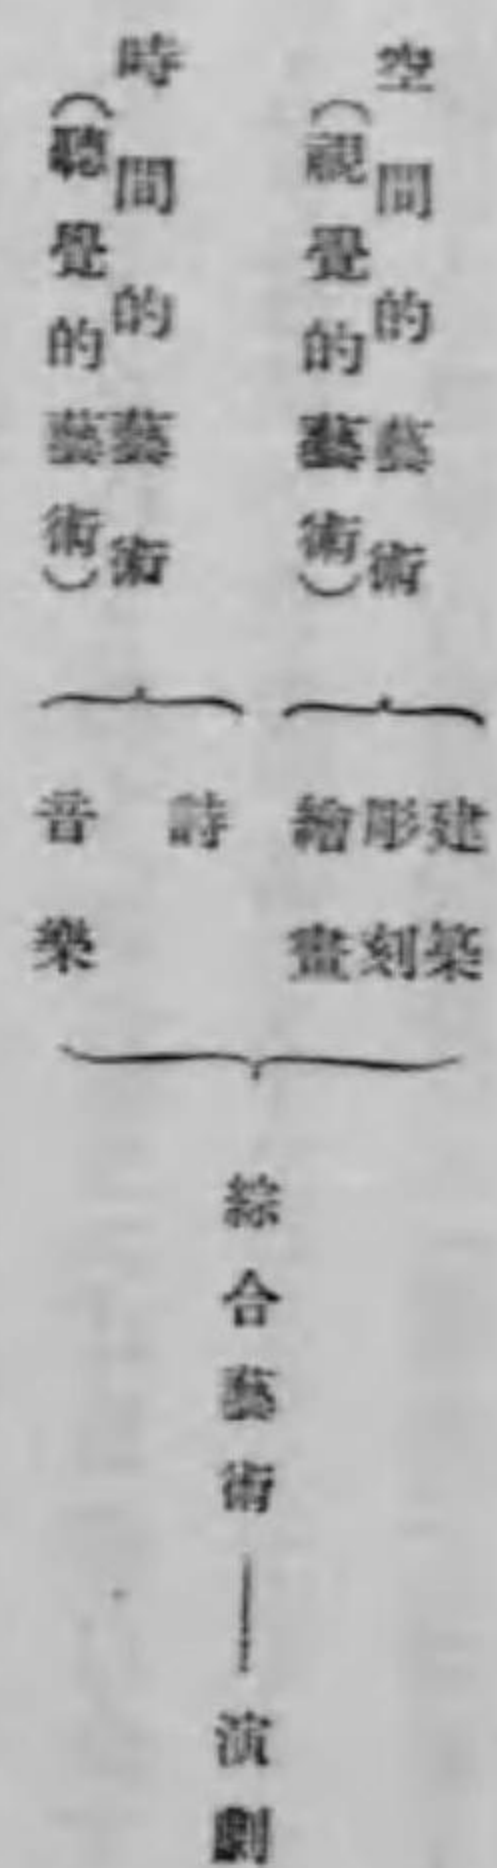 空間的藝術
（視覺的藝術）
建築
彫刻
繪畫
時間的藝術
（聽覺的藝術）
詩
音樂
綜合藝術——演劇